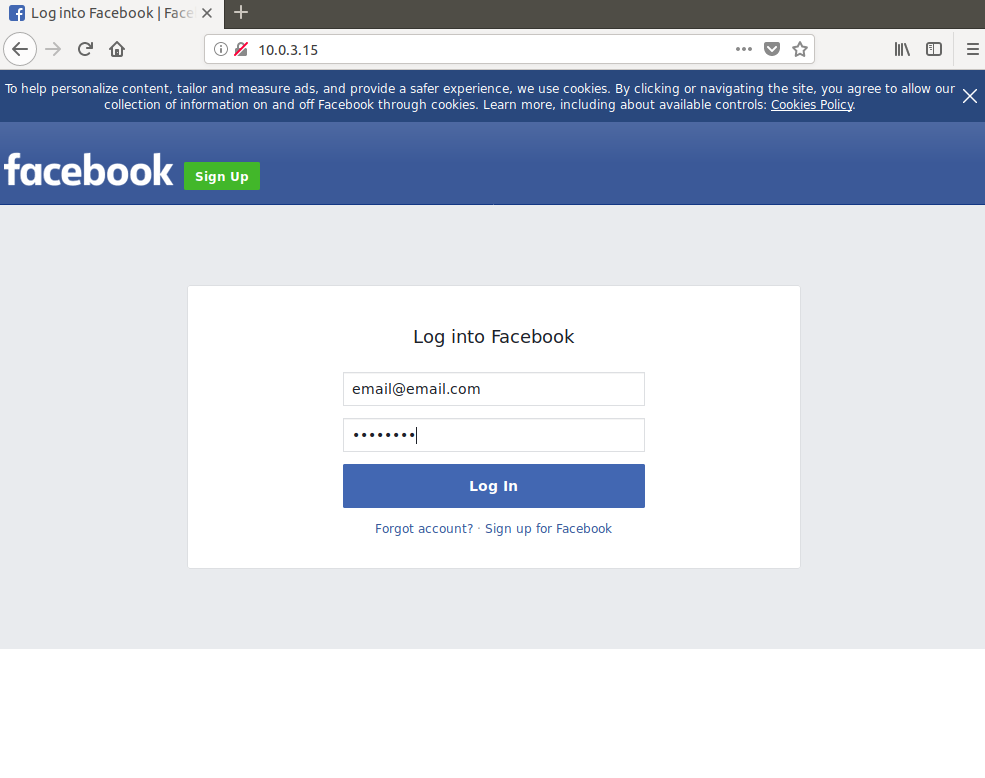 Log into Facebook | Face
10.0.3.15
To help personalize content, tailor and measure ads, and provide a safer experience, we use cookies. By clicking or navigating the site, you agree to allow our
collection of information on and off Facebook through cookies. Learn more, including about available controls: Cookies Policy.
facebook Sign Up
Log into Facebook
email@email.com
••••••••
Log In
Forgot account? · Sign up for Facebook